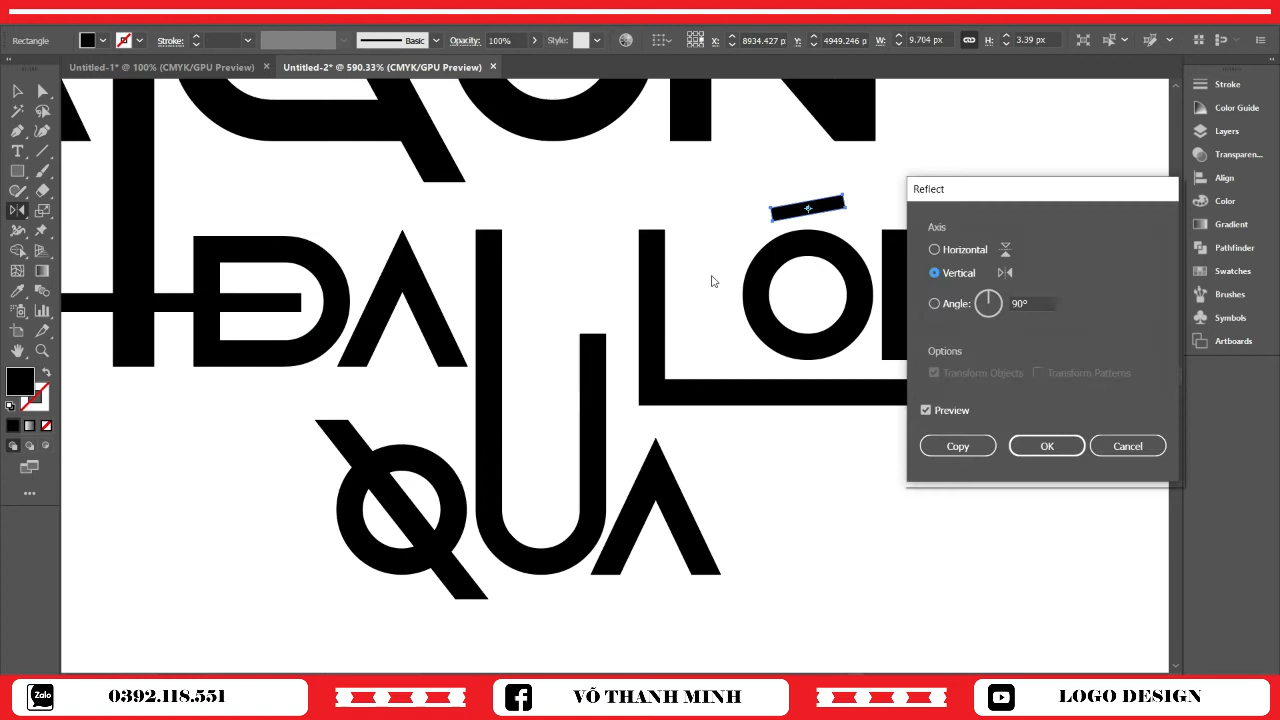 Rectangle Stroke: Basic Opacity: 100% Style: X: 8934.427 p Y: 4949.246 p W: 9.704 px H: 3.39 px
Untitled-1* @ 100% (CMYK/GPU Preview) × Untitled-2* @ 590.33% (CMYK/GPU Preview) ×
ĐA
LÓ
QUA
Reflect
Axis
Horizontal
Vertical
Angle: 90°
Options
Transform Objects Transform Patterns
Preview
Copy OK Cancel
Stroke
Color Guide
Layers
Transparen...
Align
Color
Gradient
Pathfinder
Swatches
Brushes
Symbols
Artboards
Zalo 0392.118.551 VÕ THANH MINH LOGO DESIGN